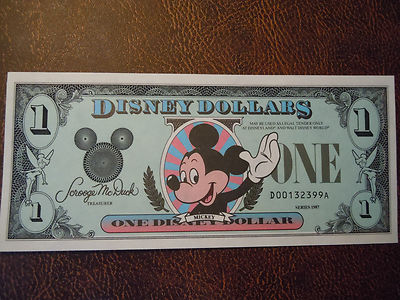 1
DISNEY DOLLARS
1
MAY BE USED AS LEGAL TENDER ONLY
AT DISNEYLAND® AND WALT DISNEY WORLD®
ONE
D00132399A
Scrooge McDuck
TREASURER
SERIES 1987
1
MICKEY
ONE DISNEY DOLLAR
1